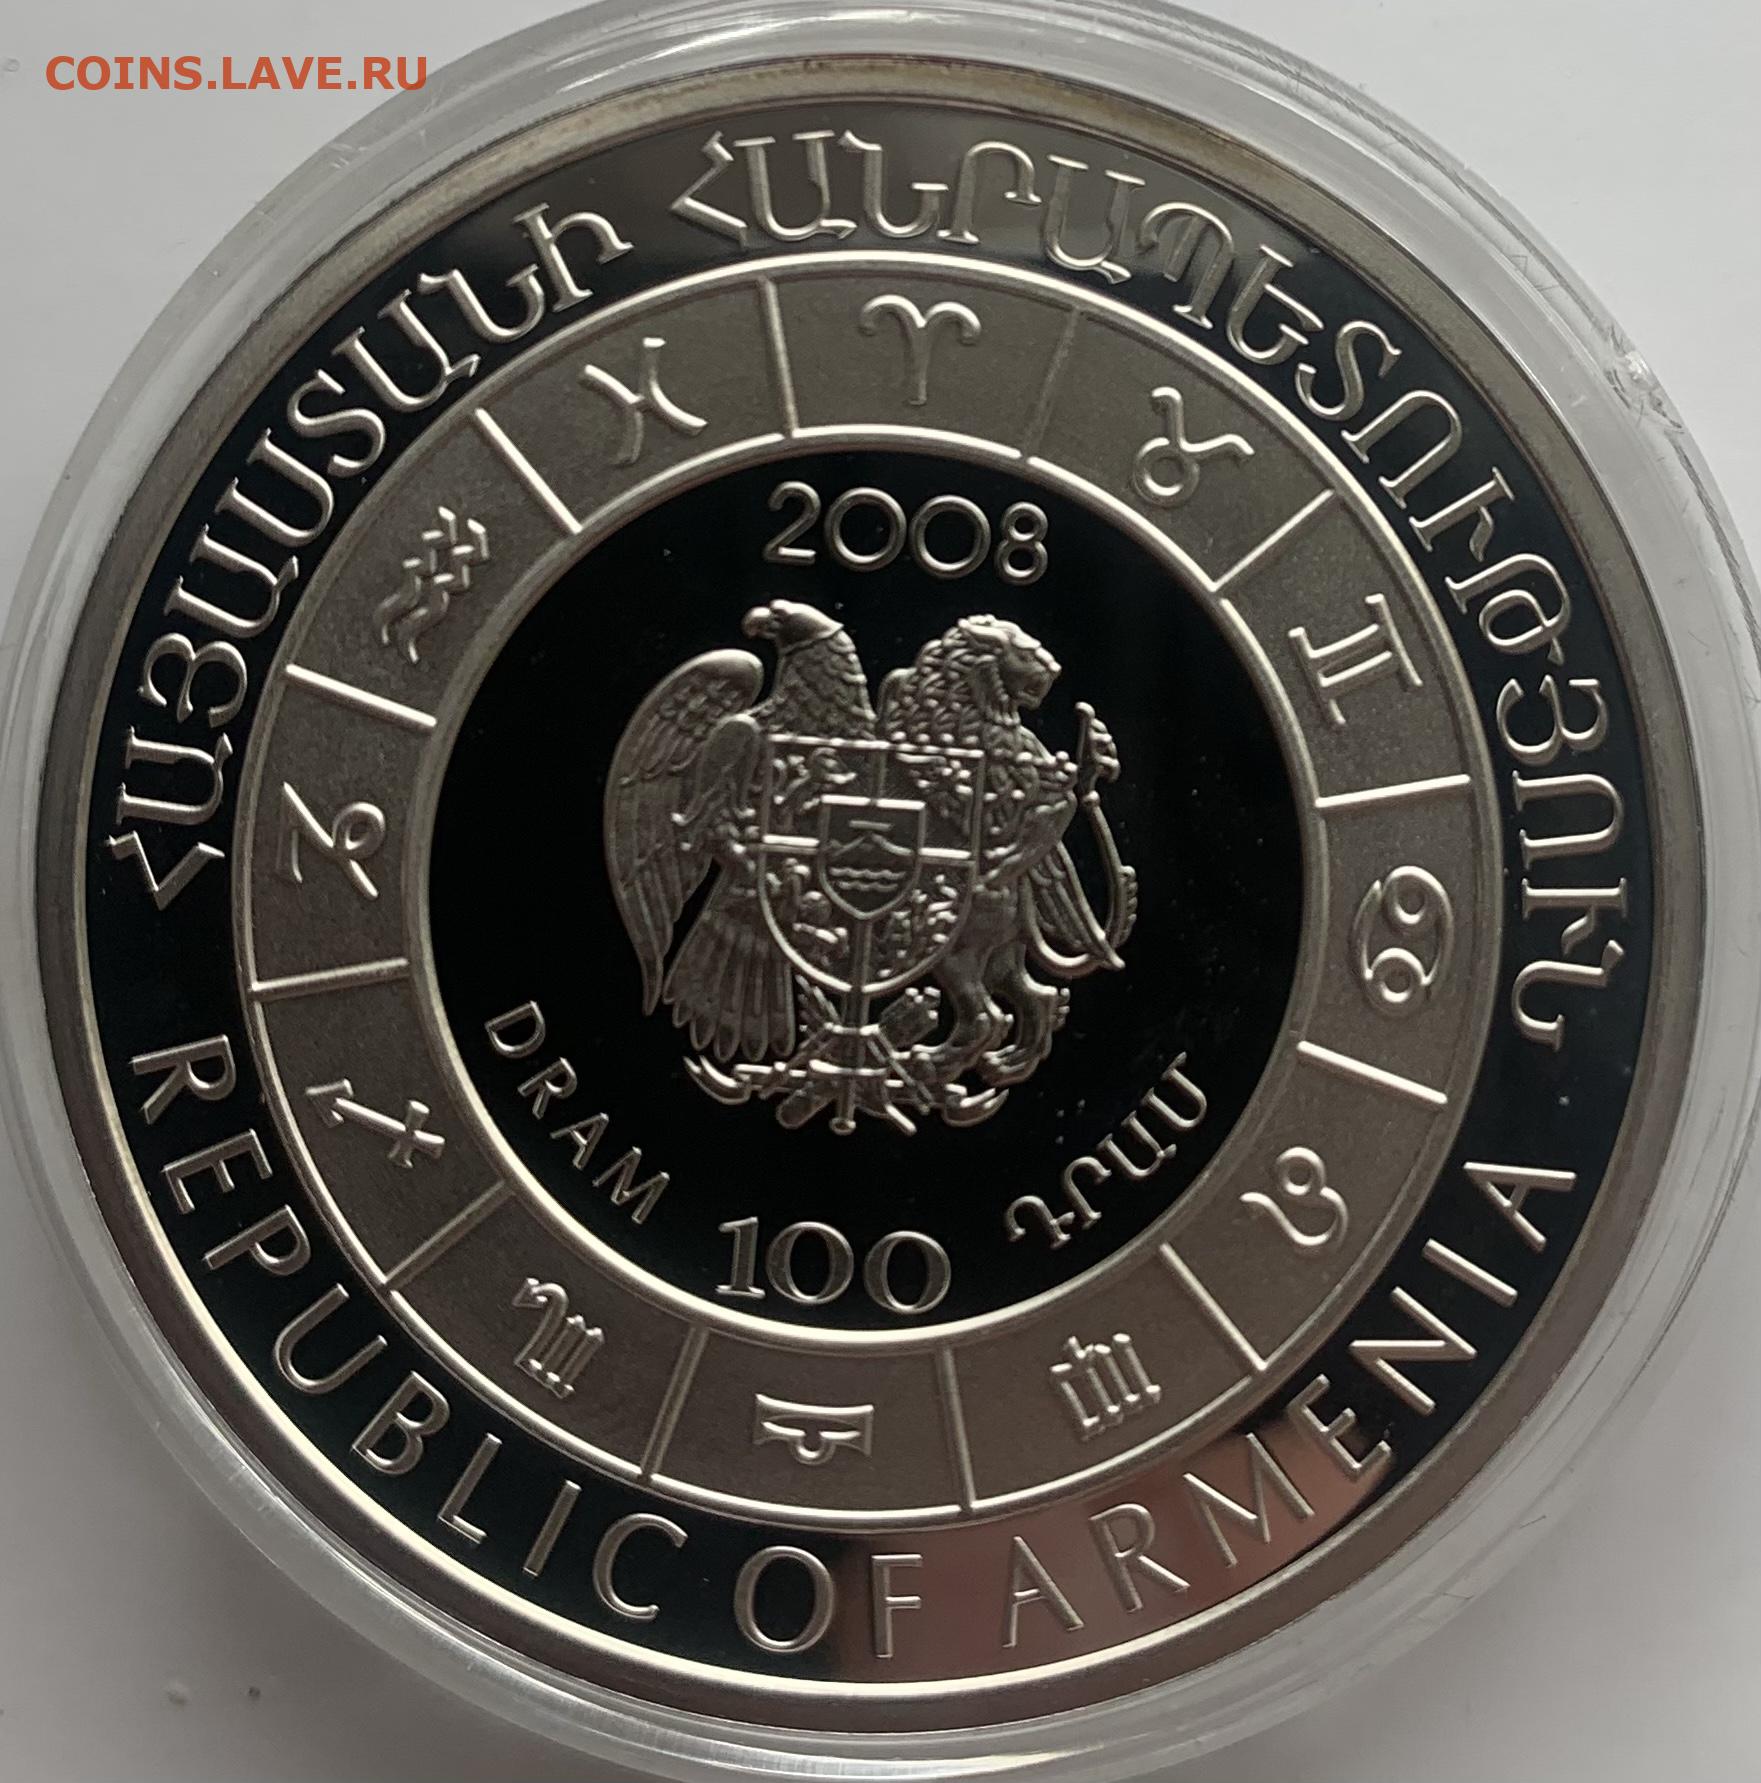 COINS.LAVE.RU
ՀԱՅԱՍՏԱՆԻ ՀԱՆՐԱՊԵՏՈՒԹՅՈՒՆ
2008
DRAM 100 ԴՐԱՄ
REPUBLIC OF ARMENIA